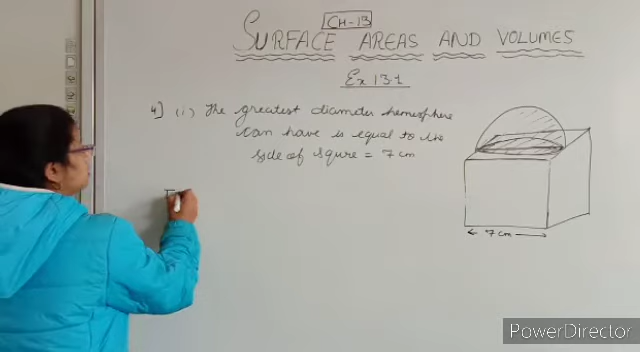 CH-13
SURFACE AREAS AND VOLUMES
Ex 13.1
4] (i) The greatest diameter hemisphere
can have is equal to the
side of squre = 7 cm
7 cm
PowerDirector